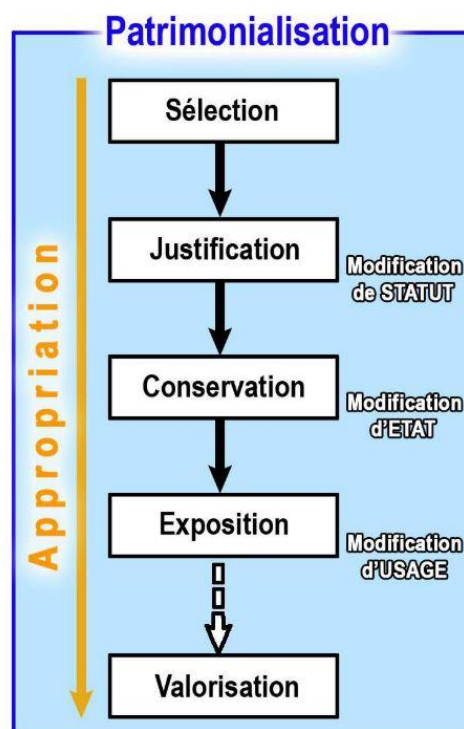 Patrimonialisation
Appropriation
Sélection
Justification
Modification
de STATUT
Conservation
Modification
d'ETAT
Exposition
Modification
d'USAGE
Valorisation